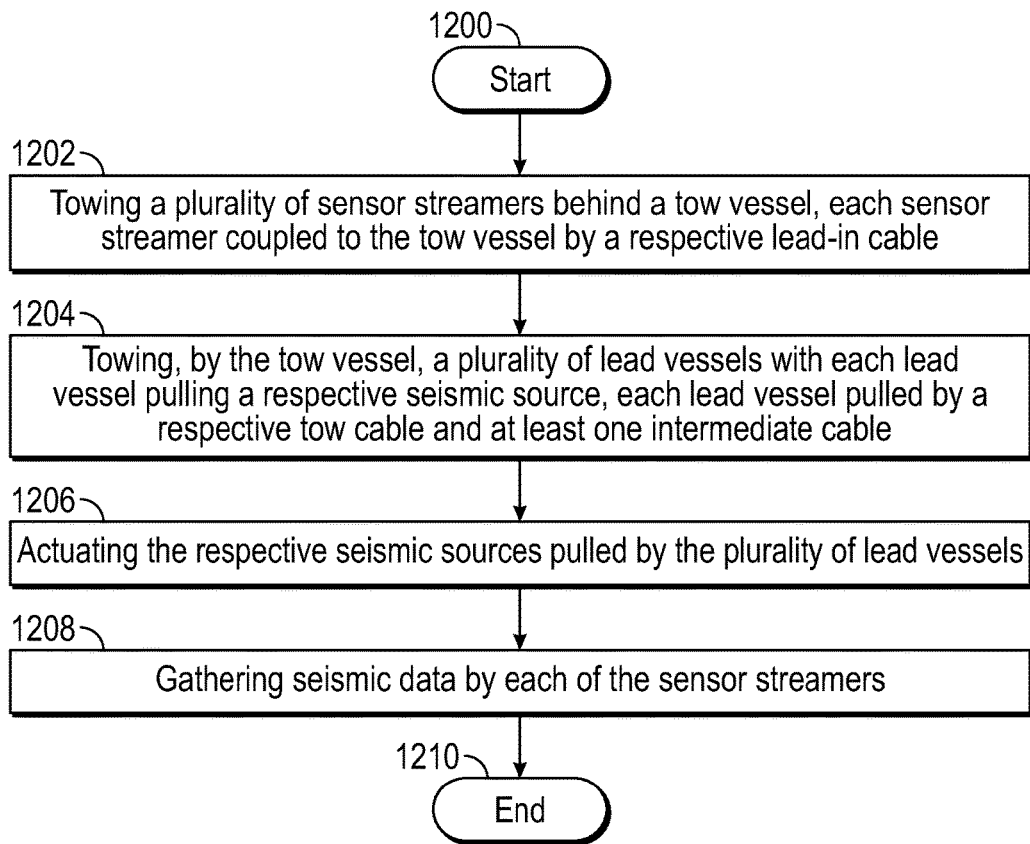 1200
Start
1202
Towing a plurality of sensor streamers behind a tow vessel, each sensor
streamer coupled to the tow vessel by a respective lead-in cable
1204
Towing, by the tow vessel, a plurality of lead vessels with each lead
vessel pulling a respective seismic source, each lead vessel pulled by a
respective tow cable and at least one intermediate cable
1206
Actuating the respective seismic sources pulled by the plurality of lead vessels
1208
Gathering seismic data by each of the sensor streamers
1210
End